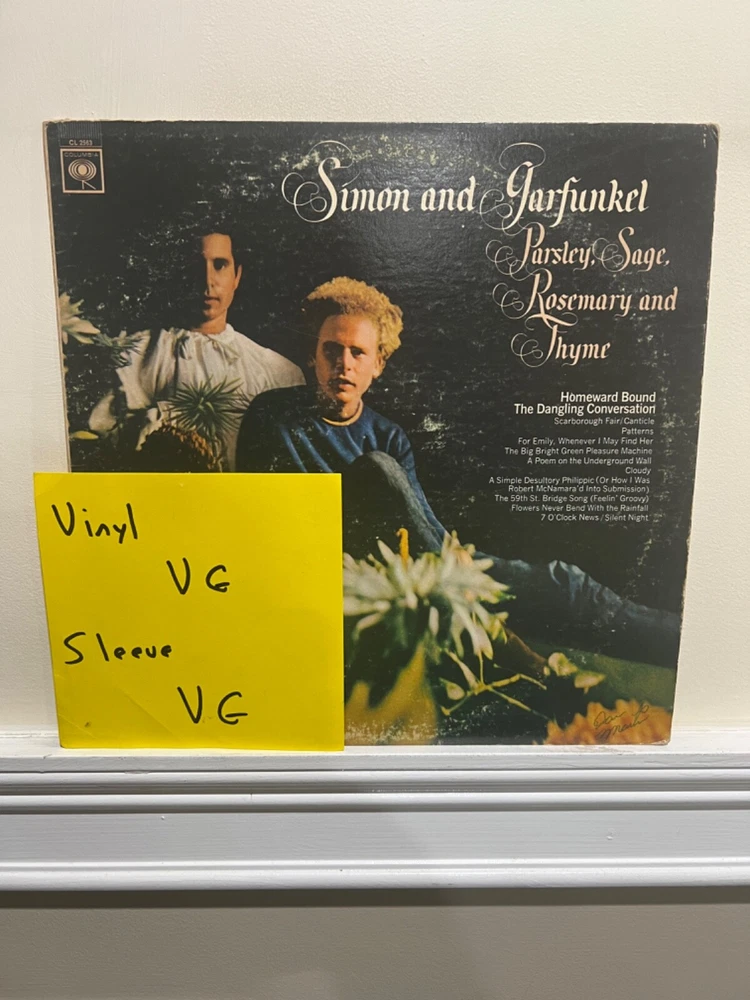 CL 2563
COLUMBIA
Simon and Garfunkel
Parsley, Sage,
Rosemary and
Thyme
Homeward Bound
The Dangling Conversation
Scarborough Fair/Canticle
Patterns
For Emily, Whenever I May Find Her
The Big Bright Green Pleasure Machine
A Poem on the Underground Wall
Cloudy
A Simple Desultory Philippic (Or How I Was
Robert McNamara'd Into Submission)
The 59th St. Bridge Song (Feelin' Groovy)
Flowers Never Bend With the Rainfall
7 O'Clock News/Silent Night
Vinyl
VG
Sleeve
VG